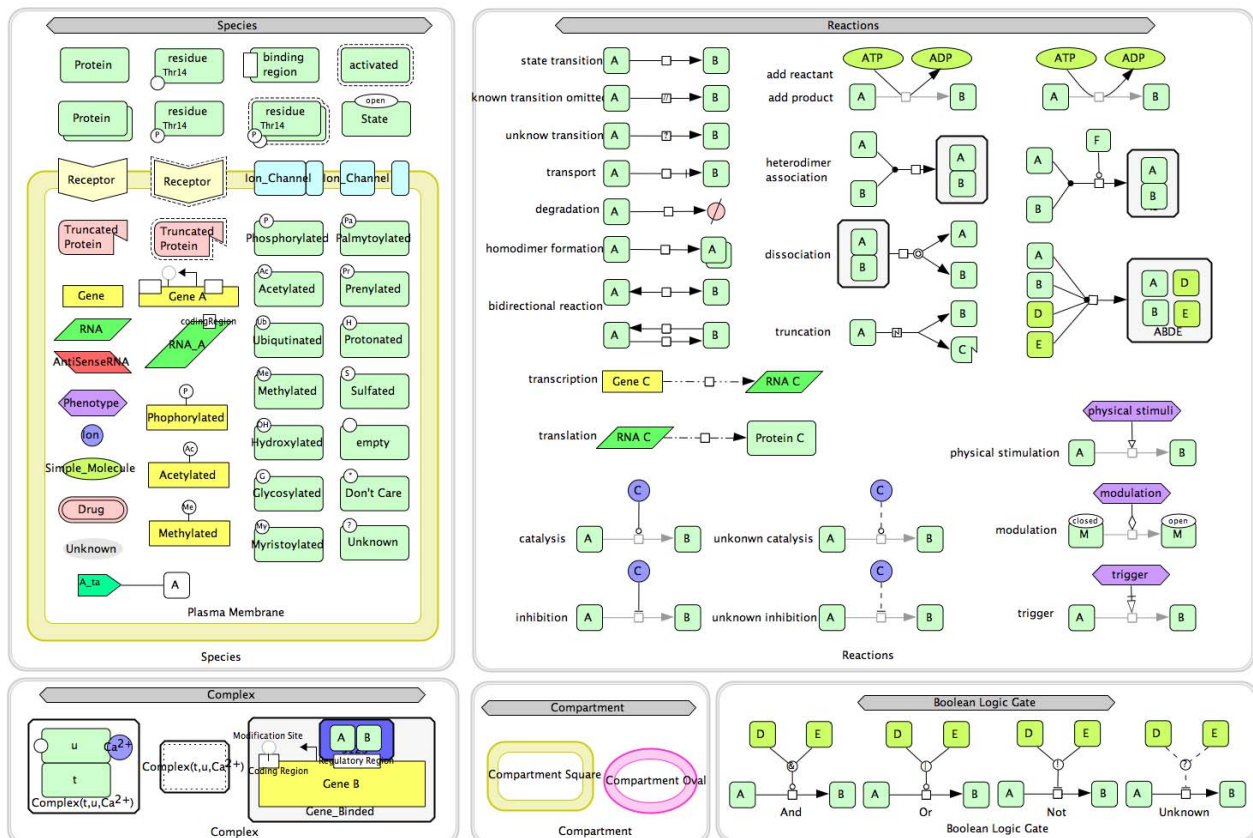 Species
Protein
residue
Thr14
binding
region
activated
Protein
residue
Thr14
P
residue
Thr14
P
open
State
Receptor
Receptor
Ion_Channel
Ion_Channel
Truncated
Protein
Truncated
Protein
P
Phosphorylated
Pa
Palmytoylated
Gene
Gene A
Ac
Acetylated
Pr
Prenylated
RNA
codingRegion
RNA_A
Ub
Ubiqutinated
H
Protonated
AntiSenseRNA
Me
Methylated
S
Sulfated
Phenotype
P
Phophorylated
Ion
DH
Hydroxylated
empty
Simple_Molecule
Ac
Acetylated
G
Glycosylated
*
Don't Care
Drug
Me
Methylated
My
Myristoylated
?
Unknown
Unknown
A_ta
A
Plasma Membrane
Species
Reactions
state transition
A
B
known transition omitted
A
//
B
unknow transition
A
?
B
transport
A
B
degradation
A
homodimer formation
A
A
bidirectional reaction
A
B
A
B
transcription
Gene C
RNA C
translation
RNA C
Protein C
add reactant
add product
ATP
ADP
A
B
ATP
ADP
A
B
heterodimer
association
A
B
A
B
F
A
B
A
B
dissociation
A
B
A
B
A
B
D
E
A
D
B
E
ABDE
truncation
A
N
B
C
physical stimuli
physical stimulation
A
B
modulation
modulation
closed
M
open
M
trigger
trigger
A
B
C
catalysis
A
B
C
unkonwn catalysis
A
B
C
inhibition
A
B
C
unknown inhibition
A
B
Reactions
Complex
u
Ca2+
t
Complex(t,u,Ca2+)
Complex(t,u,Ca2+)
Modification Site
A
B
Regulatory Region
Coding Region
Gene B
Gene_Binded
Complex
Compartment
Compartment Square
Compartment Oval
Compartment
Boolean Logic Gate
D
E
&
A
B
And
D
E
|
A
B
Or
D
E
!
A
B
Not
D
E
?
A
B
Unknown
Boolean Logic Gate